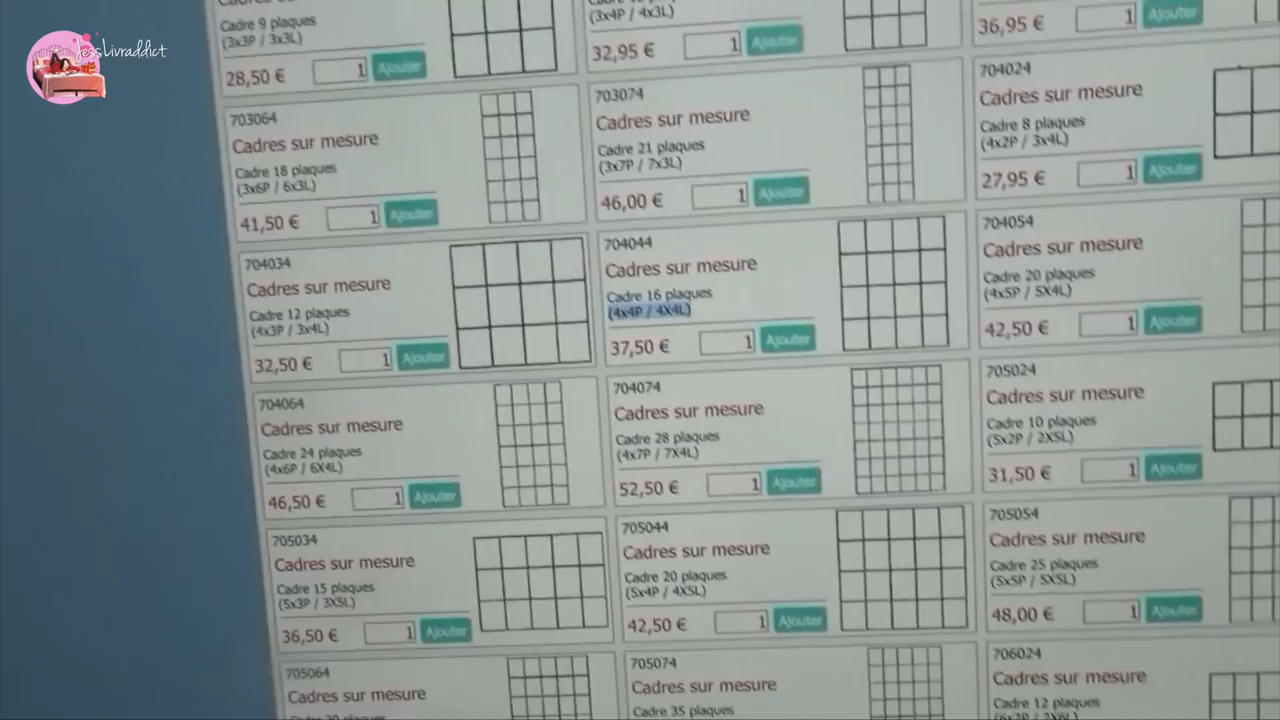 JessLivraddict
Cadre 9 plaques
(3x3P / 3x3L)
28,50 € 1 Ajouter
(3x4P / 4x3L)
32,95 € 1 Ajouter
36,95 € 1 Ajouter
703064
Cadres sur mesure
Cadre 18 plaques
(3x6P / 6x3L)
41,50 € 1 Ajouter
703074
Cadres sur mesure
Cadre 21 plaques
(3x7P / 7x3L)
46,00 € 1 Ajouter
704024
Cadres sur mesure
Cadre 8 plaques
(4x2P / 3x4L)
27,95 € 1 Ajouter
704034
Cadres sur mesure
Cadre 12 plaques
(4x3P / 3x4L)
32,50 € 1 Ajouter
704044
Cadres sur mesure
Cadre 16 plaques
(4x4P / 4X4L)
37,50 € 1 Ajouter
704054
Cadres sur mesure
Cadre 20 plaques
(4x5P / 5X4L)
42,50 € 1 Ajouter
704064
Cadres sur mesure
Cadre 24 plaques
(4x6P / 6X4L)
46,50 € 1 Ajouter
704074
Cadres sur mesure
Cadre 28 plaques
(4x7P / 7X4L)
52,50 € 1 Ajouter
705024
Cadres sur mesure
Cadre 10 plaques
(5x2P / 2X5L)
31,50 € 1 Ajouter
705034
Cadres sur mesure
Cadre 15 plaques
(5x3P / 3X5L)
36,50 € 1 Ajouter
705044
Cadres sur mesure
Cadre 20 plaques
(5x4P / 4X5L)
42,50 € 1 Ajouter
705054
Cadres sur mesure
Cadre 25 plaques
(5x5P / 5X5L)
48,00 € 1 Ajouter
705064
Cadres sur mesure
705074
Cadres sur mesure
Cadre 35 plaques
706024
Cadres sur mesure
Cadre 12 plaques